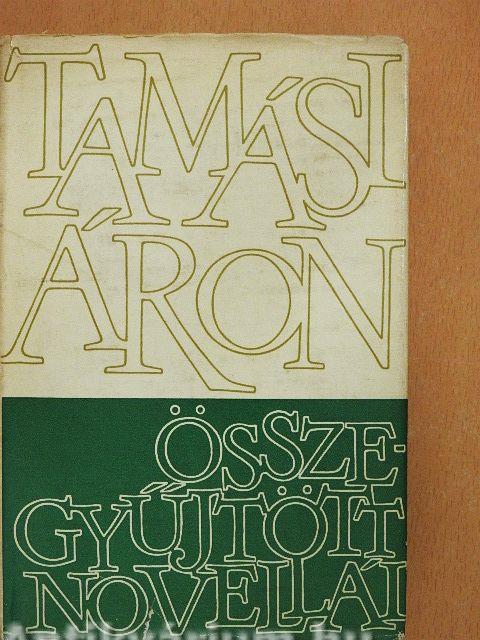 TAMÁSI
ÁRON
ÖSSZE-
GYŰJTÖTT
NOVELLÁI